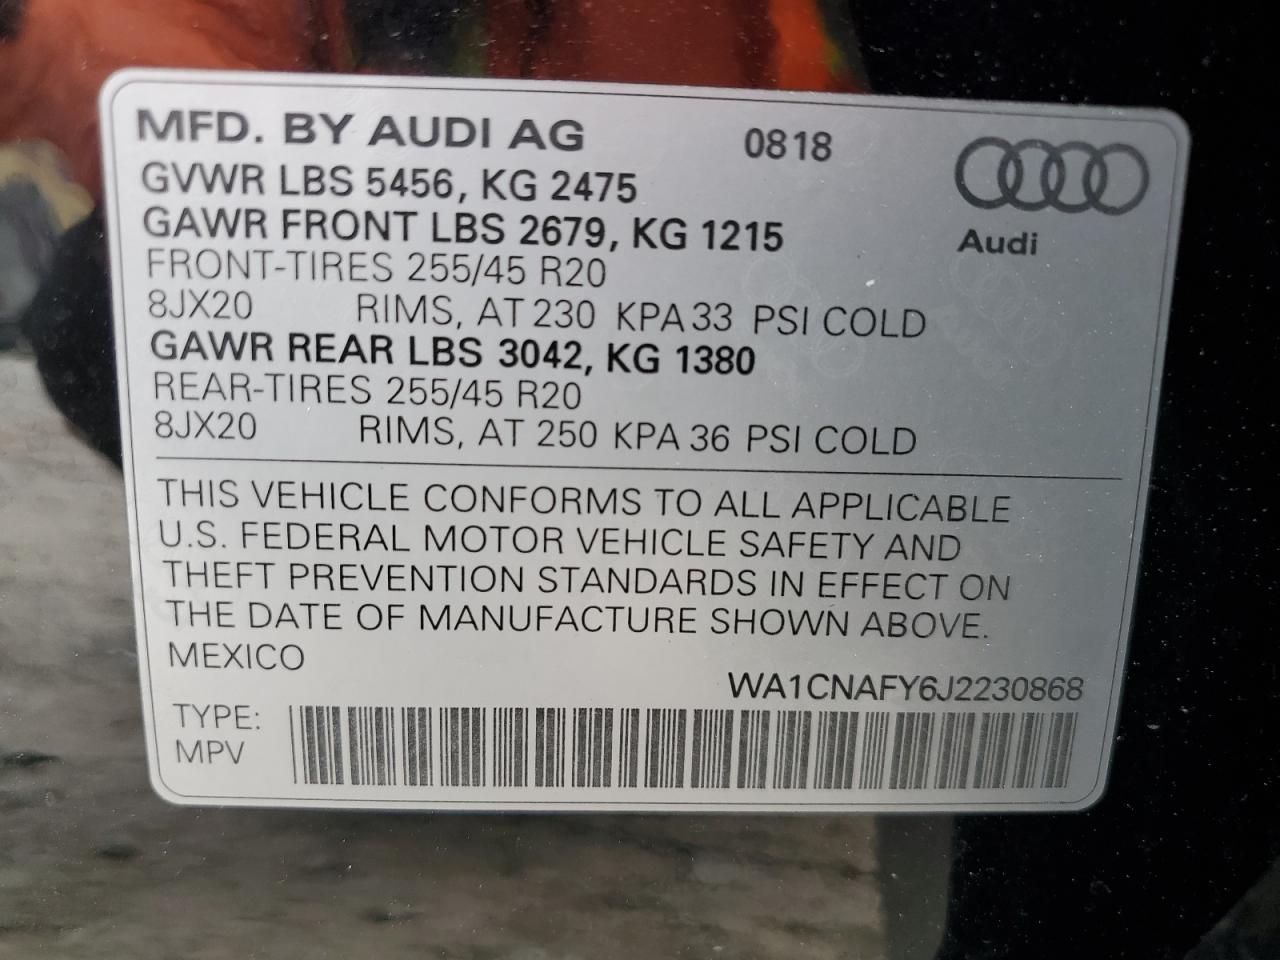 MFD. BY AUDI AG 0818
GVWR LBS 5456, KG 2475
GAWR FRONT LBS 2679, KG 1215
Audi
FRONT-TIRES 255/45 R20
8JX20 RIMS, AT 230 KPA 33 PSI COLD
GAWR REAR LBS 3042, KG 1380
REAR-TIRES 255/45 R20
8JX20 RIMS, AT 250 KPA 36 PSI COLD
THIS VEHICLE CONFORMS TO ALL APPLICABLE
U.S. FEDERAL MOTOR VEHICLE SAFETY AND
THEFT PREVENTION STANDARDS IN EFFECT ON
THE DATE OF MANUFACTURE SHOWN ABOVE.
MEXICO
WA1CNAFY6J2230868
TYPE:
MPV